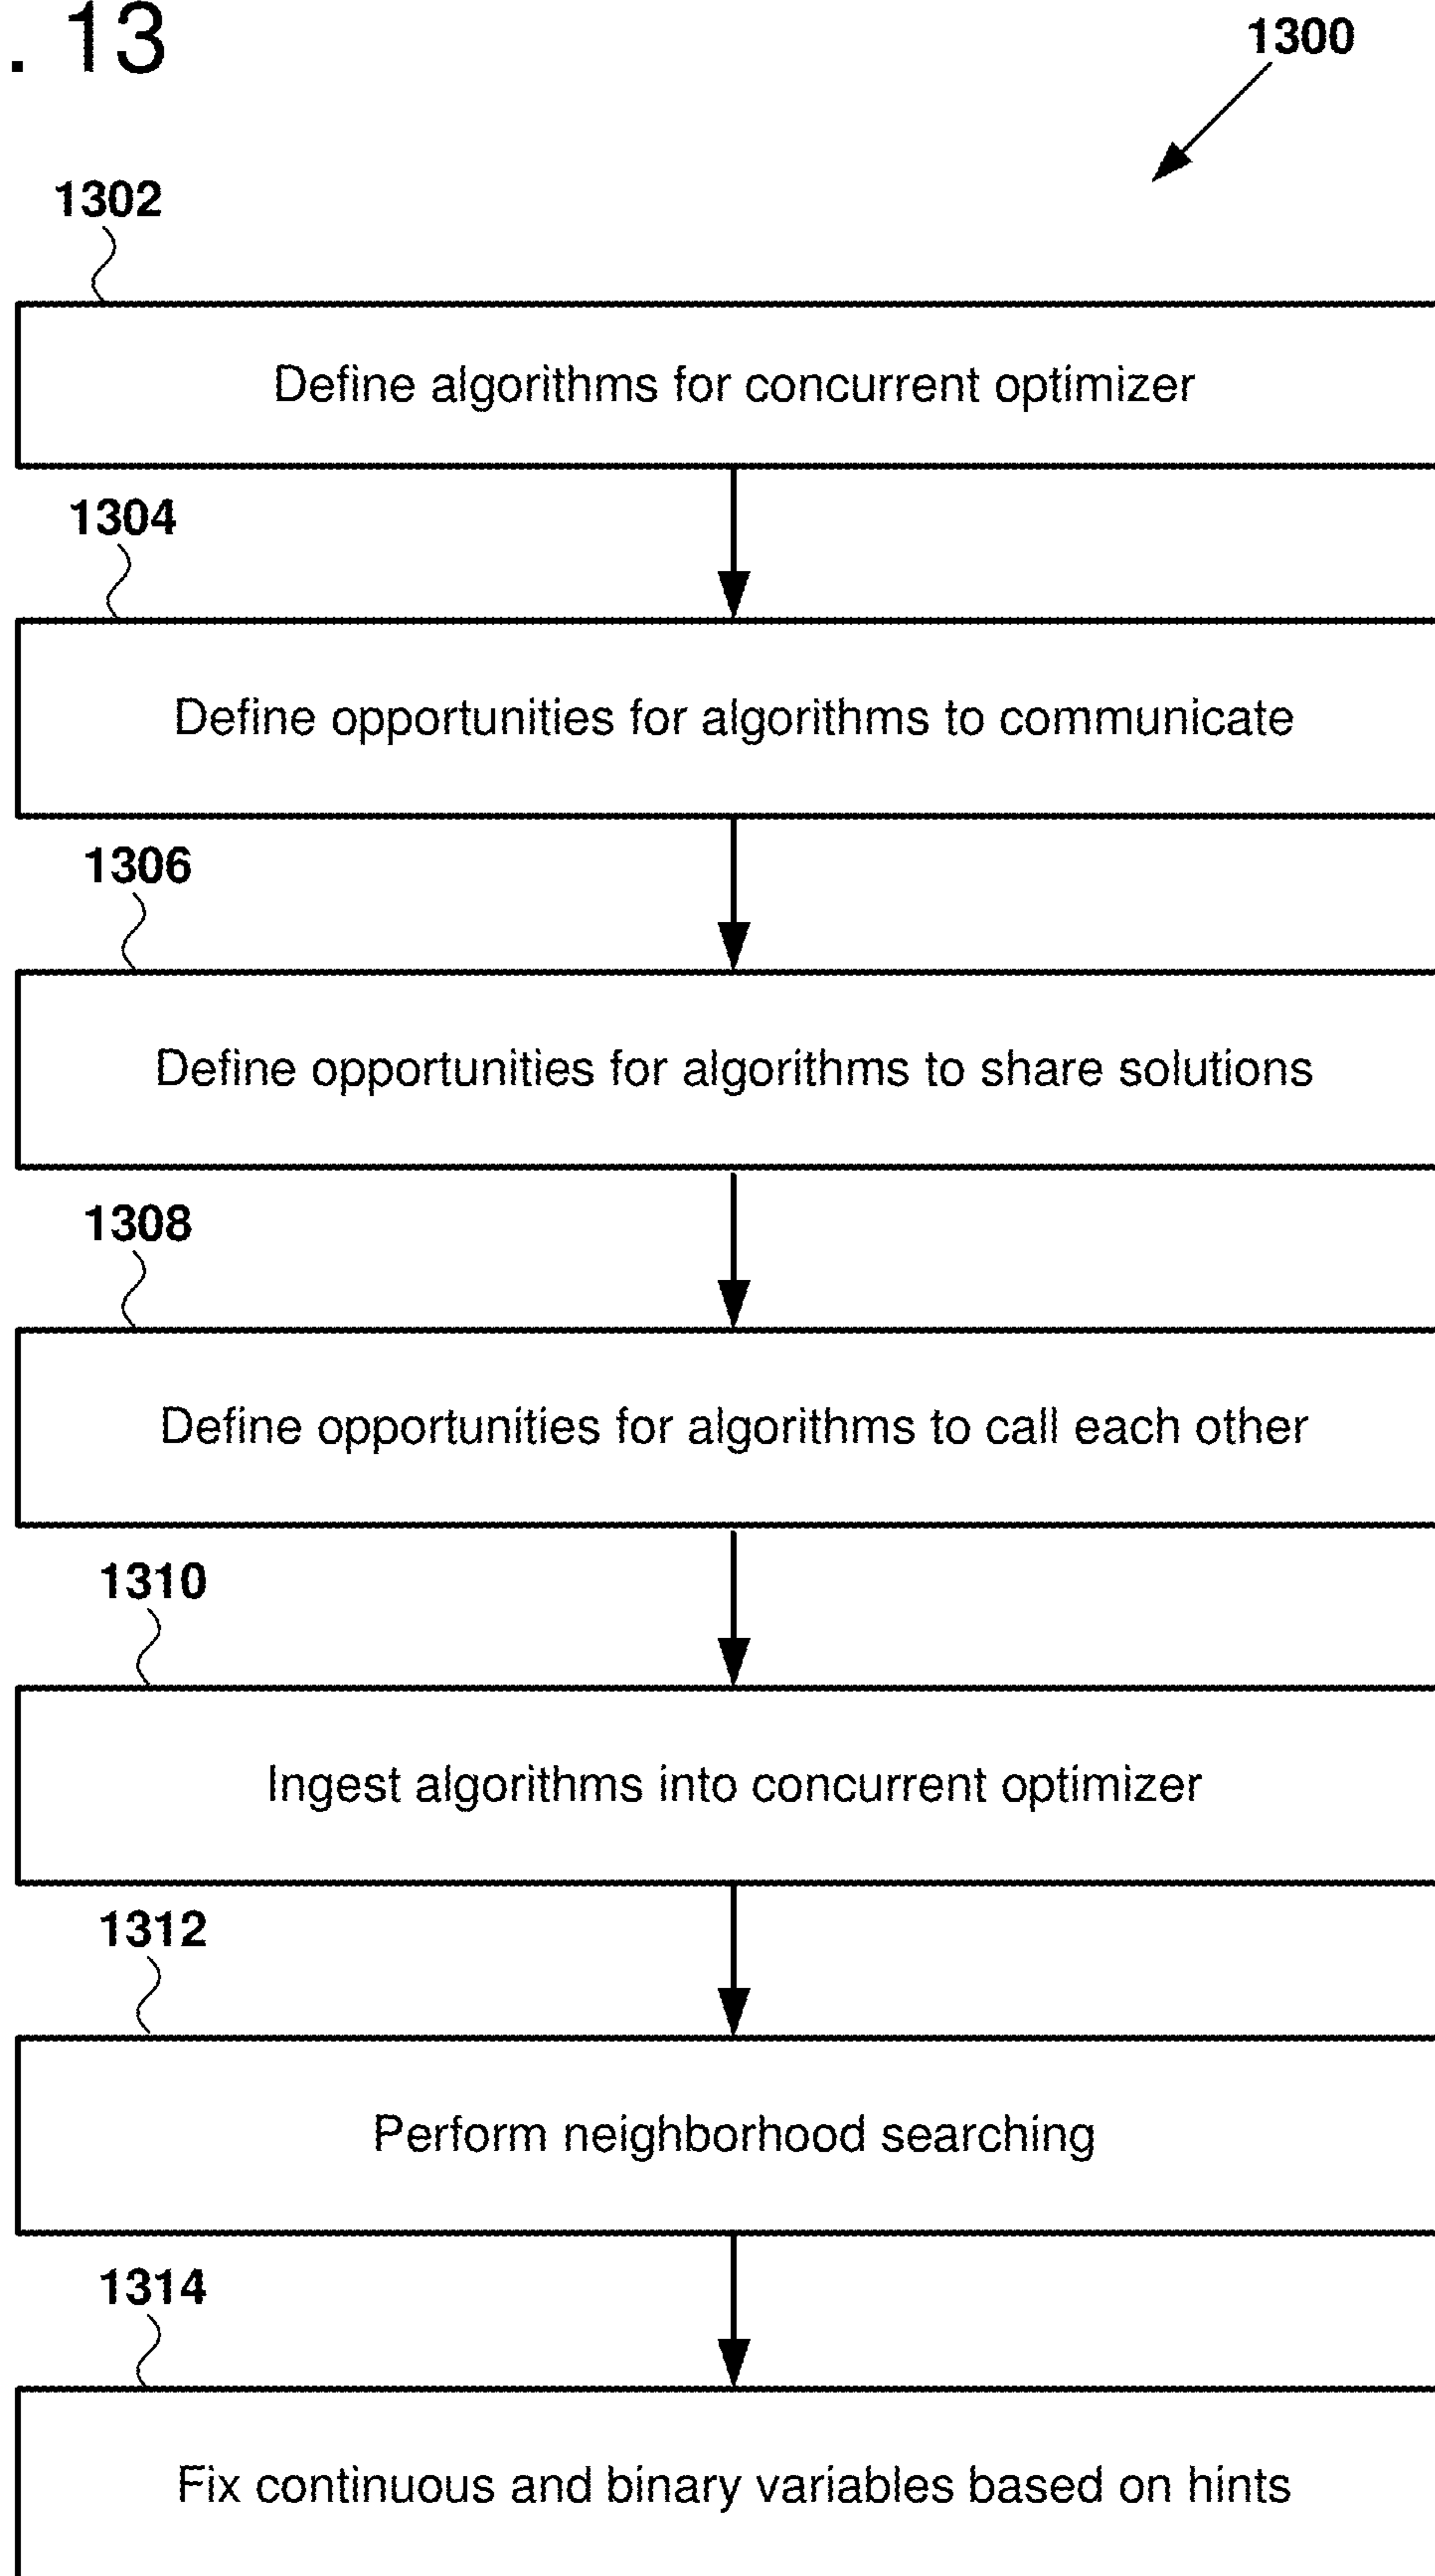 . 13
1300
1302
Define algorithms for concurrent optimizer
1304
Define opportunities for algorithms to communicate
1306
Define opportunities for algorithms to share solutions
1308
Define opportunities for algorithms to call each other
1310
Ingest algorithms into concurrent optimizer
1312
Perform neighborhood searching
1314
Fix continuous and binary variables based on hints